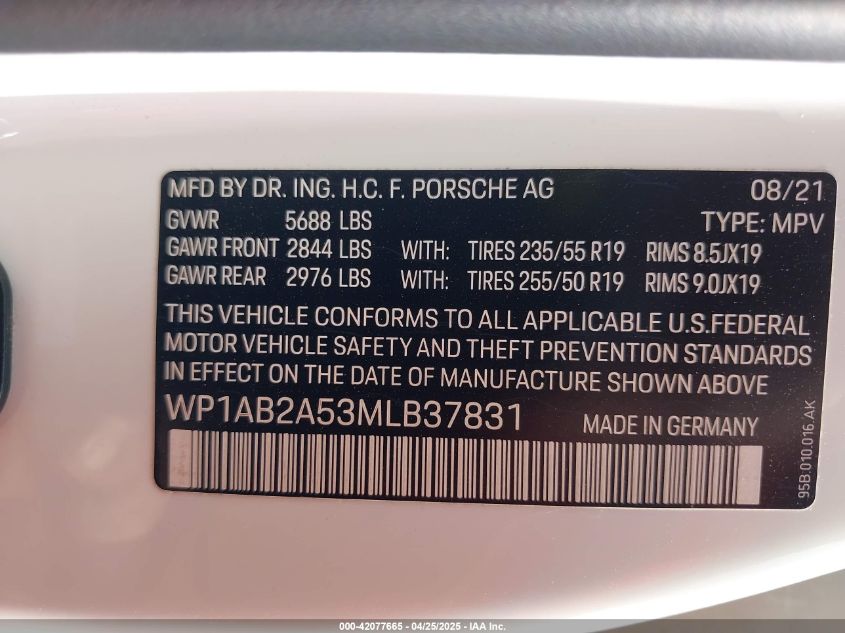 MFD BY DR. ING. H.C. F. PORSCHE AG 08/21
GVWR 5688 LBS TYPE: MPV
GAWR FRONT 2844 LBS WITH: TIRES 235/55 R19 RIMS 8.5JX19
GAWR REAR 2976 LBS WITH: TIRES 255/50 R19 RIMS 9.0JX19
THIS VEHICLE CONFORMS TO ALL APPLICABLE U.S.FEDERAL
MOTOR VEHICLE SAFETY AND THEFT PREVENTION STANDARDS
IN EFFECT ON THE DATE OF MANUFACTURE SHOWN ABOVE
WP1AB2A53MLB37831 MADE IN GERMANY
95B.010.016.AK
000-42077665 - 04/25/2025 - IAA Inc.